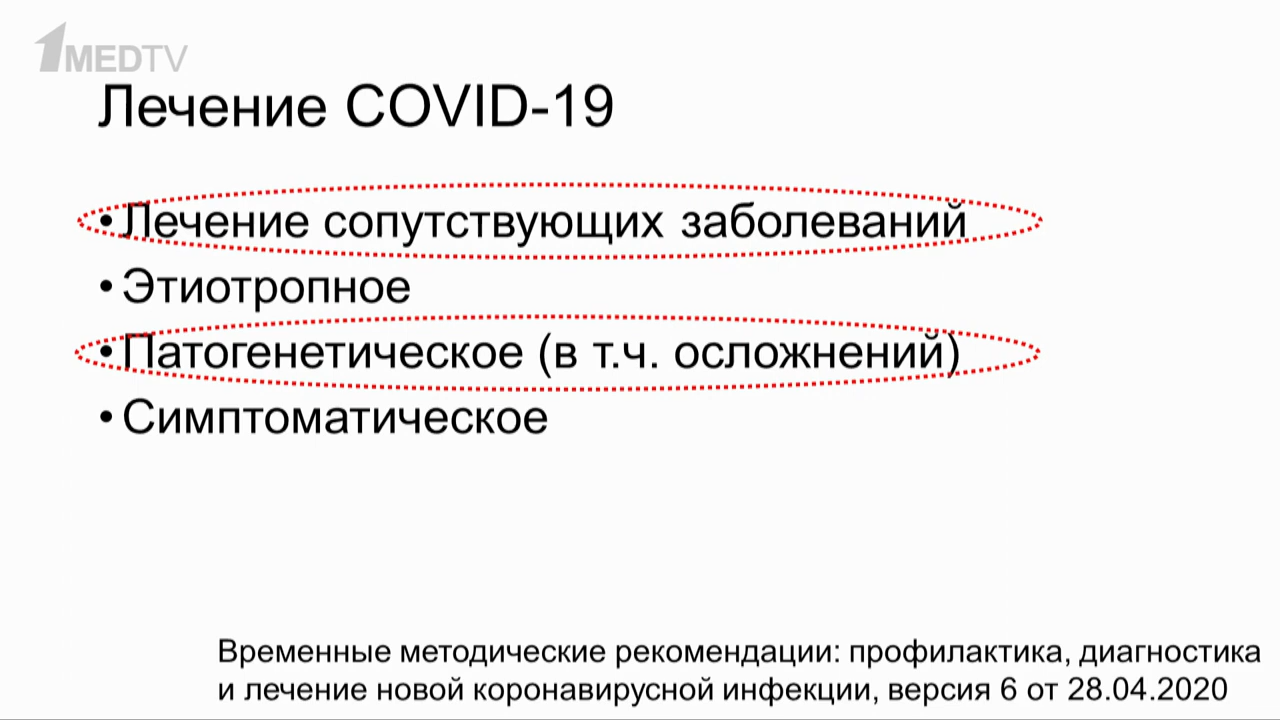 1MEDTV
Лечение COVID-19
• Лечение сопутствующих заболеваний
• Этиотропное
• Патогенетическое (в т.ч. осложнений)
• Симптоматическое
Временные методические рекомендации: профилактика, диагностика
и лечение новой коронавирусной инфекции, версия 6 от 28.04.2020